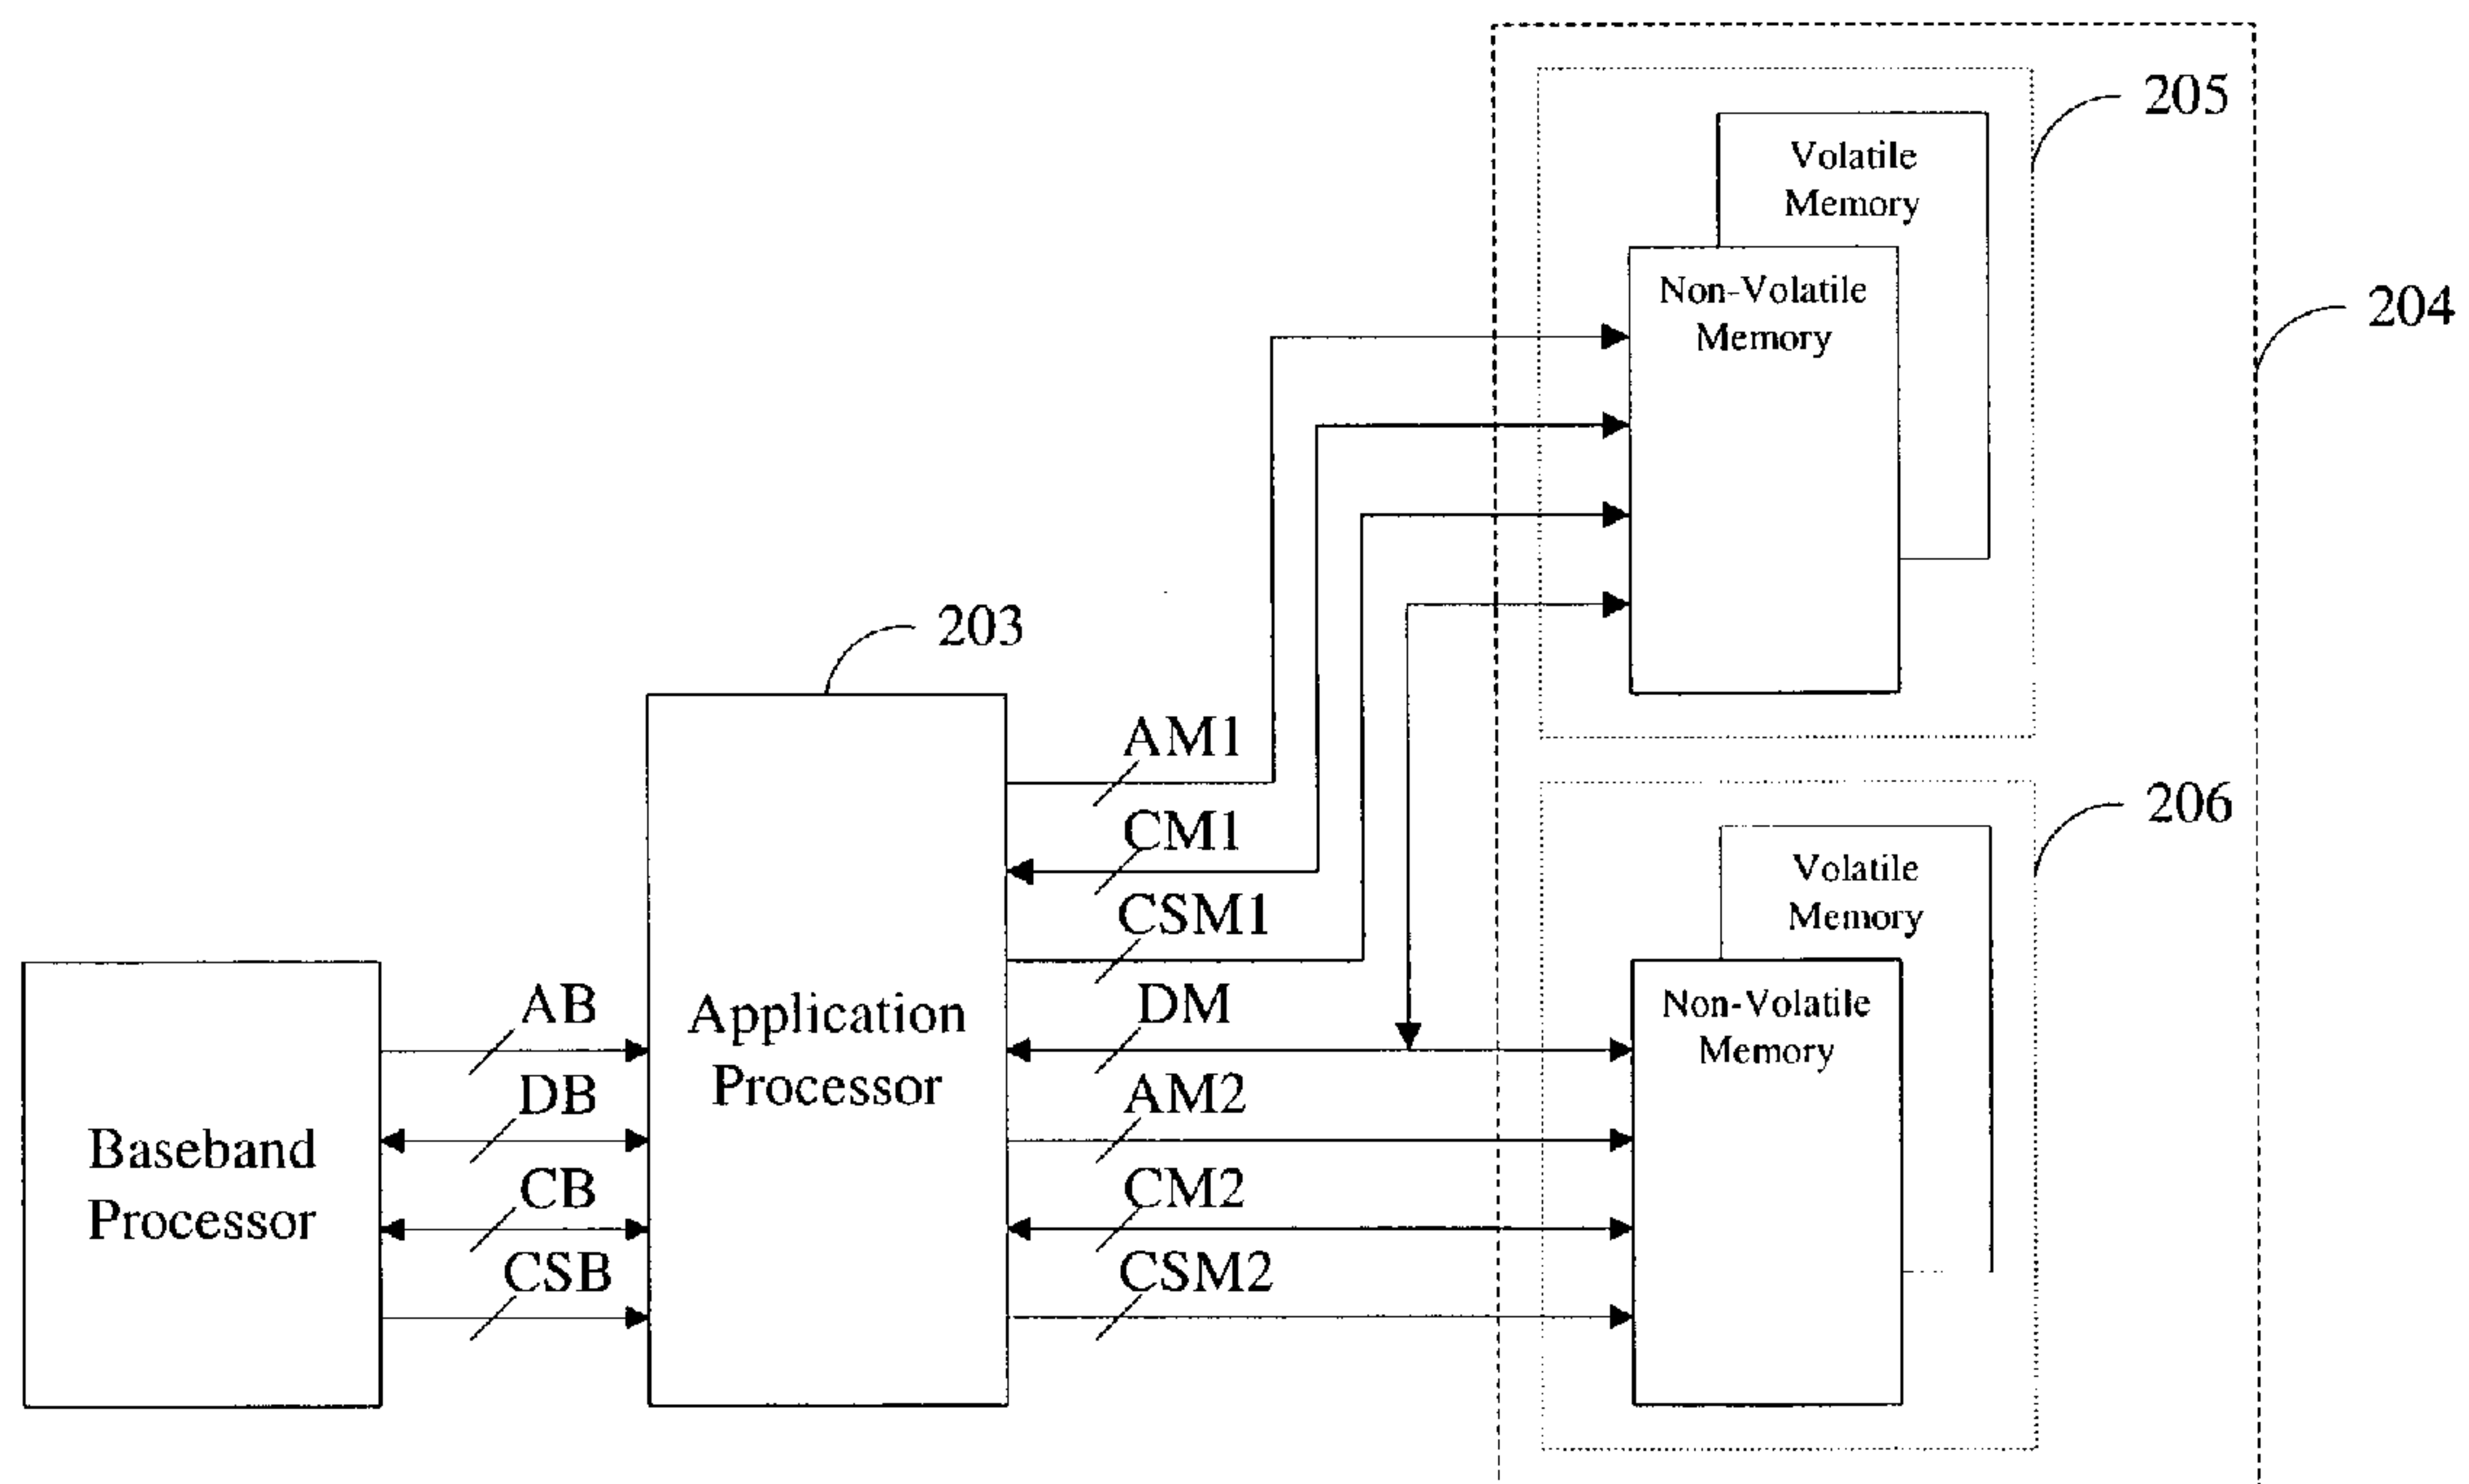 205
Volatile
Memory
204
Non-Volatile
Memory
203
AM1
206
CM1
Volatile
Memory
CSM1
AB
DM
Non-Volatile
Memory
Application
Processor
DB
AM2
Baseband
Processor
CB
CM2
CSB
CSM2